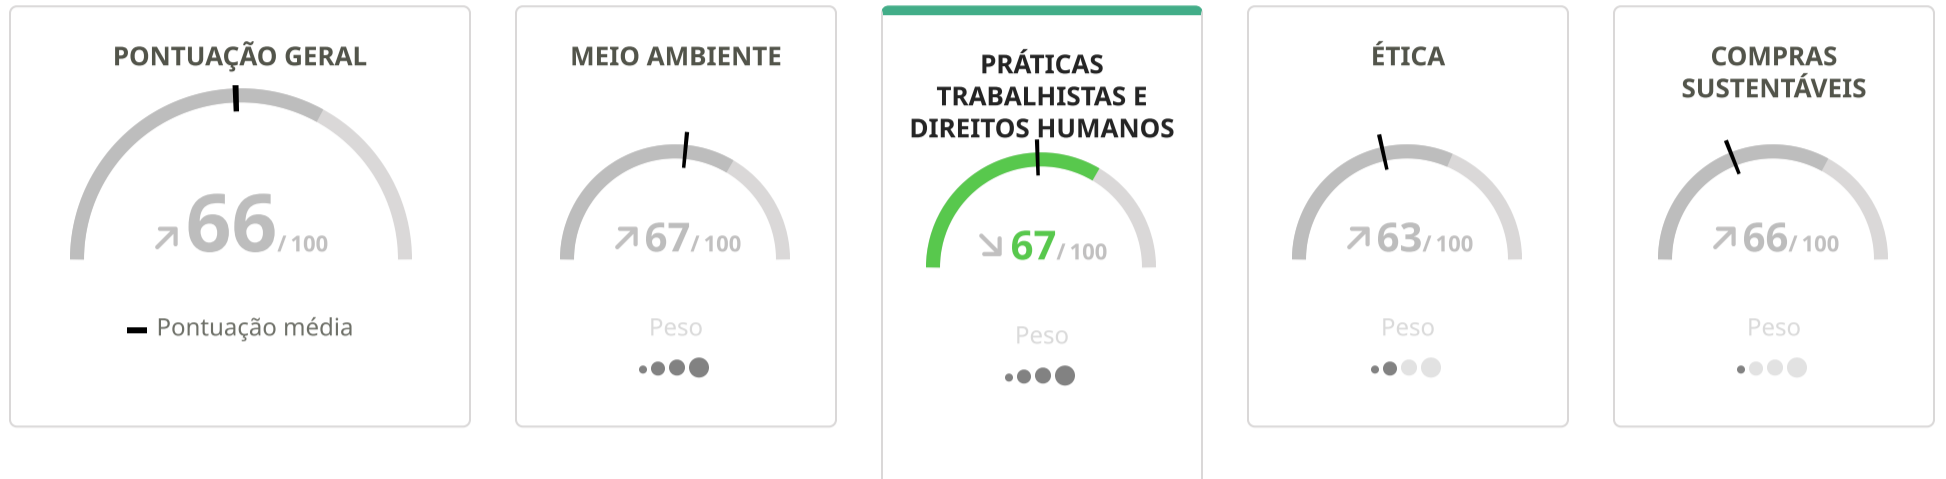 PONTUAÇÃO GERAL
66/ 100
Pontuação média
MEIO AMBIENTE
67/ 100
Peso
PRÁTICAS
TRABALHISTAS E
DIREITOS HUMANOS
67/ 100
Peso
ÉTICA
63/ 100
Peso
COMPRAS
SUSTENTÁVEIS
66/ 100
Peso